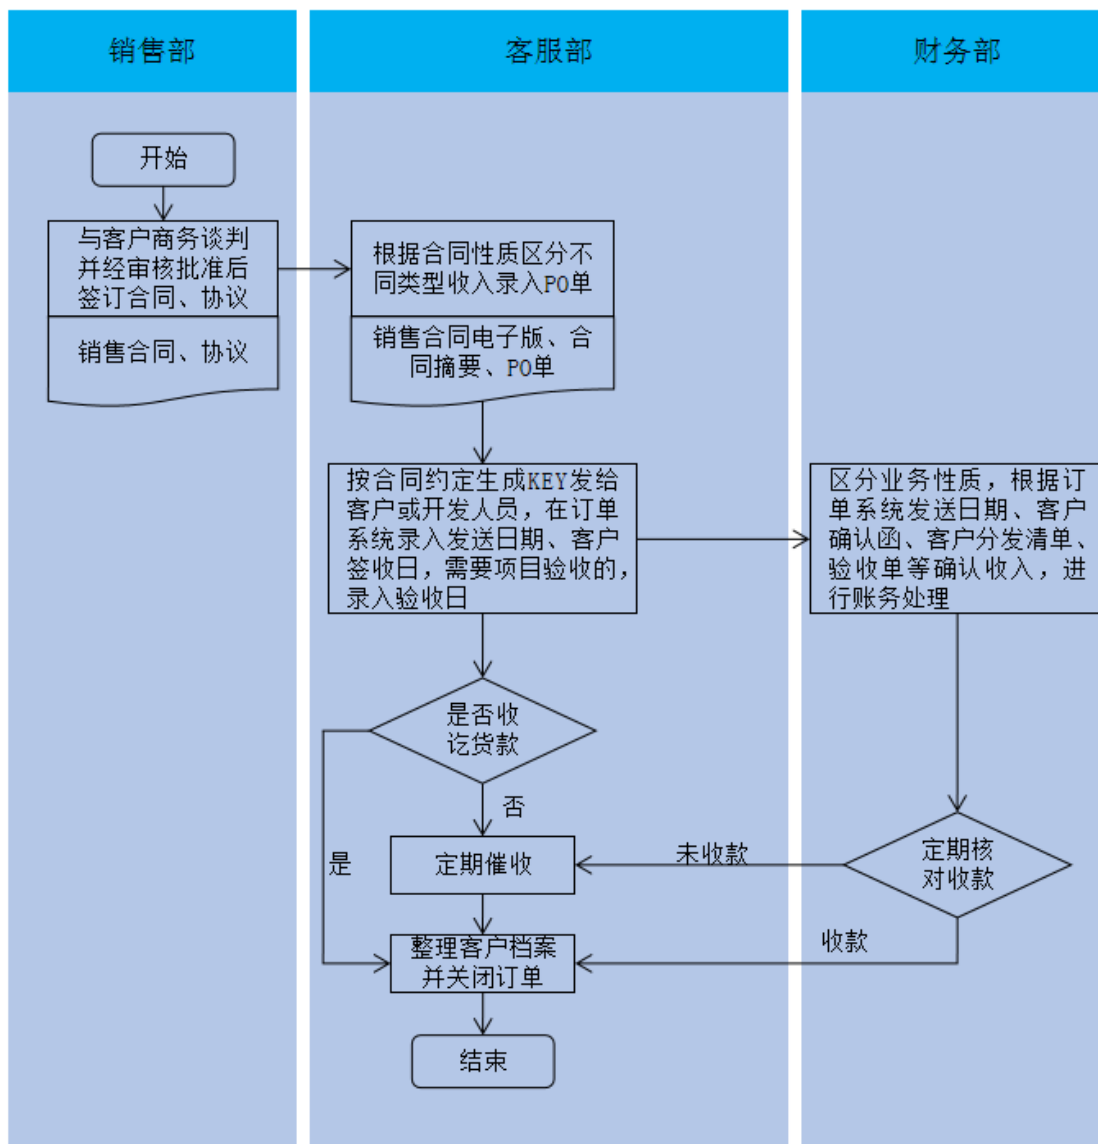 销售部
客服部
财务部
开始
与客户商务谈判
并经审核批准后
签订合同、协议
销售合同、协议
根据合同性质区分不
同类型收入录入PO单
销售合同电子版、合
同摘要、PO单
按合同约定生成KEY发给
客户或开发人员，在订单
系统录入发送日期、客户
签收日，需要项目验收的，
录入验收日
区分业务性质，根据订
单系统发送日期、客户
确认函、客户分发清单、
验收单等确认收入，进
行账务处理
是否收
讫货款
否
是
定期催收
未收款
定期核
对收款
收款
整理客户档案
并关闭订单
结束